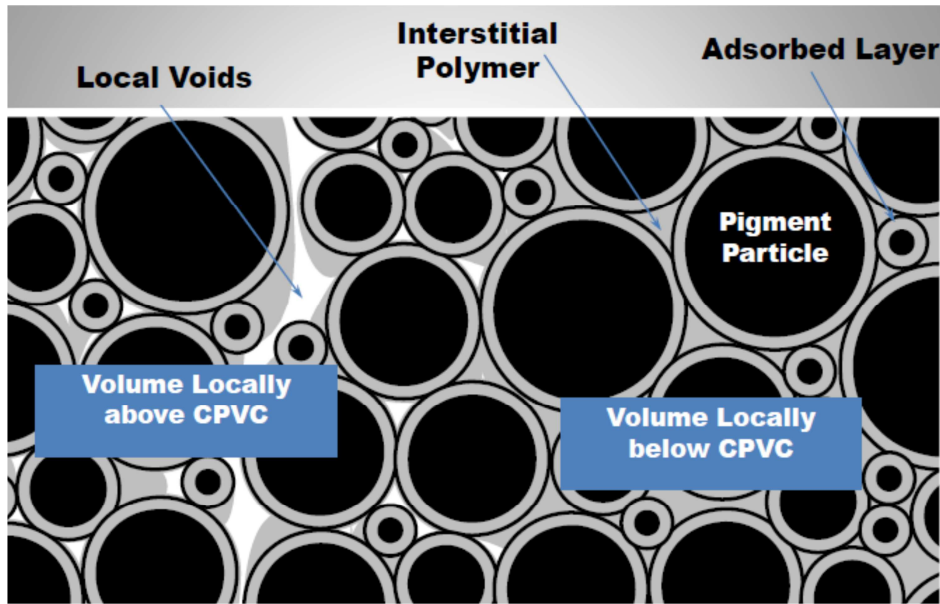 Local Voids
Interstitial
Polymer
Adsorbed Layer
Pigment
Particle
Volume Locally
above CPVC
Volume Locally
below CPVC